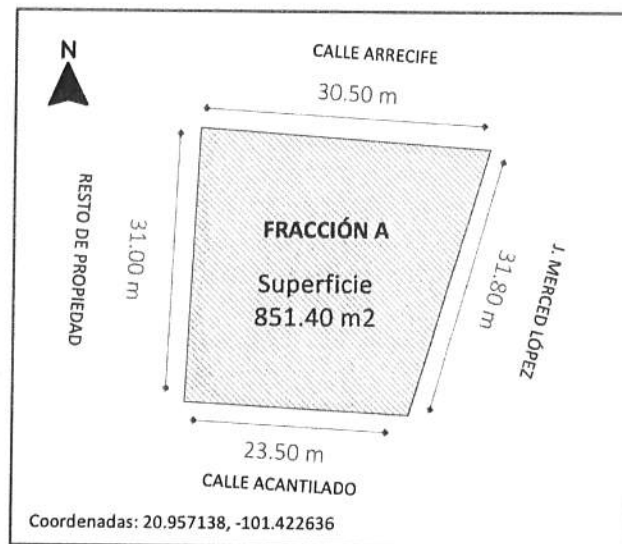 N
CALLE ARRECIFE
30.50 m
RESTO DE PROPIEDAD
31.00 m
FRACCIÓN A
Superficie
851.40 m2
31.80 m
J. MERCED LÓPEZ
23.50 m
CALLE ACANTILADO
Coordenadas: 20.957138, -101.422636